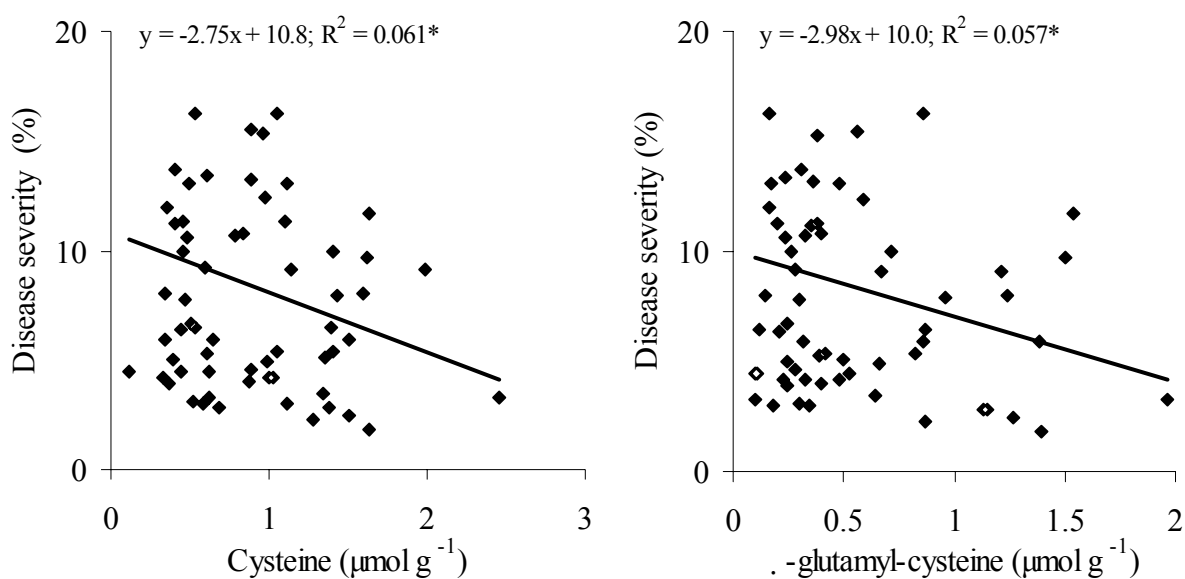 y = -2.75x + 10.8; R² = 0.061*
20
10
0
Disease severity (%)
0 1 2 3
Cysteine (µmol g⁻¹)
y = -2.98x + 10.0; R² = 0.057*
20
10
0
Disease severity (%)
0 0.5 1 1.5 2
. -glutamyl-cysteine (µmol g⁻¹)